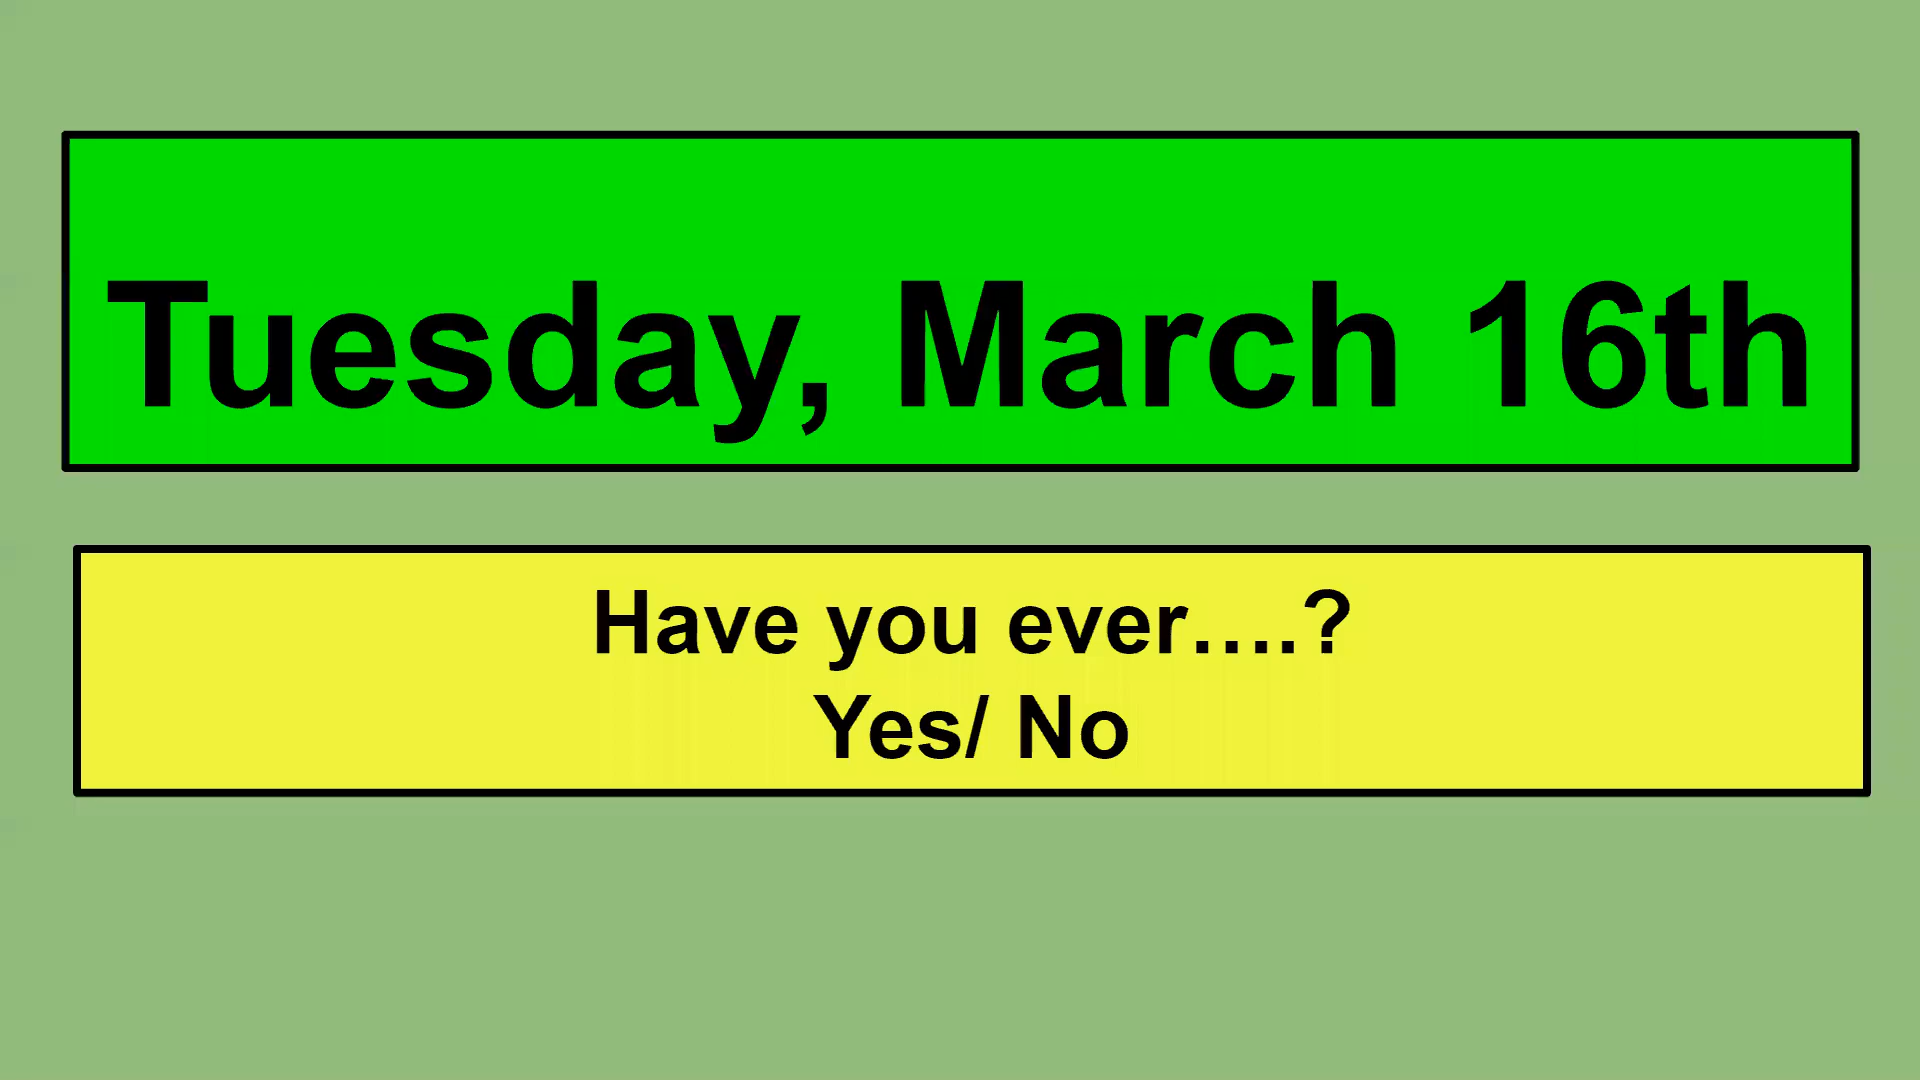 Tuesday, March 16th
Have you ever....?
Yes/ No